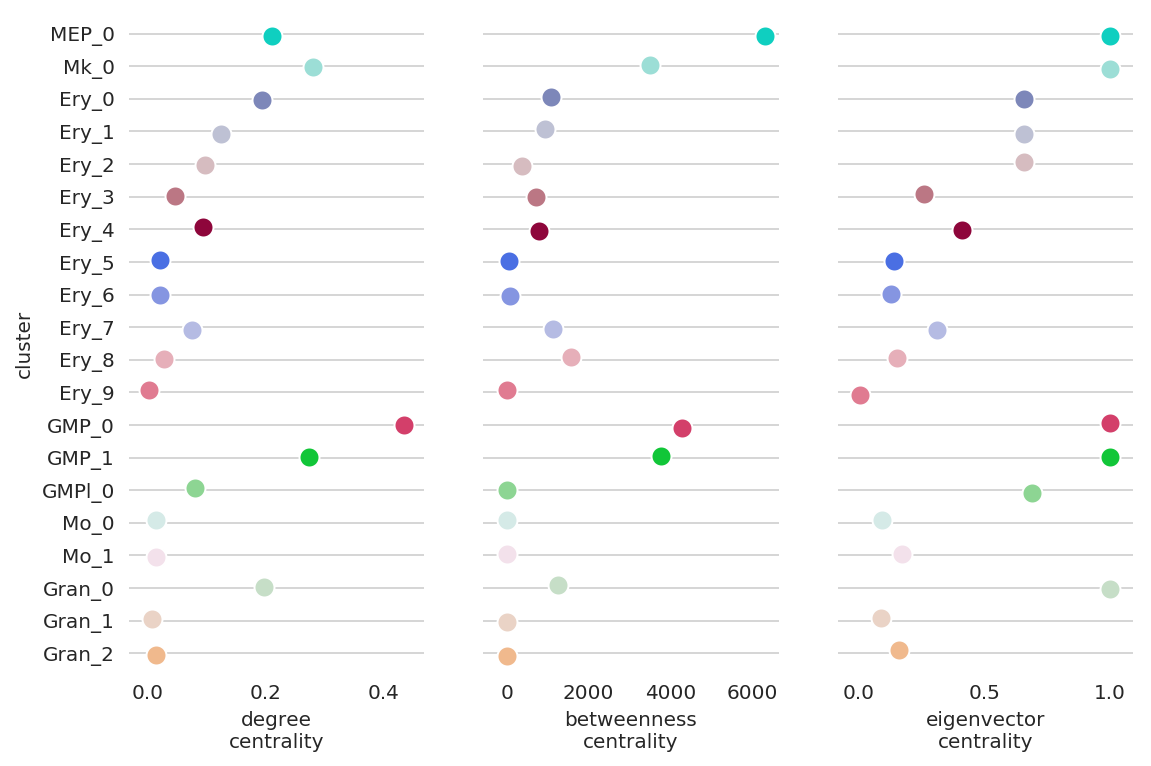 cluster
MEP_0
Mk_0
Ery_0
Ery_1
Ery_2
Ery_3
Ery_4
Ery_5
Ery_6
Ery_7
Ery_8
Ery_9
GMP_0
GMP_1
GMPl_0
Mo_0
Mo_1
Gran_0
Gran_1
Gran_2
0.0 0.2 0.4
degree
centrality
0 2000 4000 6000
betweenness
centrality
0.0 0.5 1.0
eigenvector
centrality